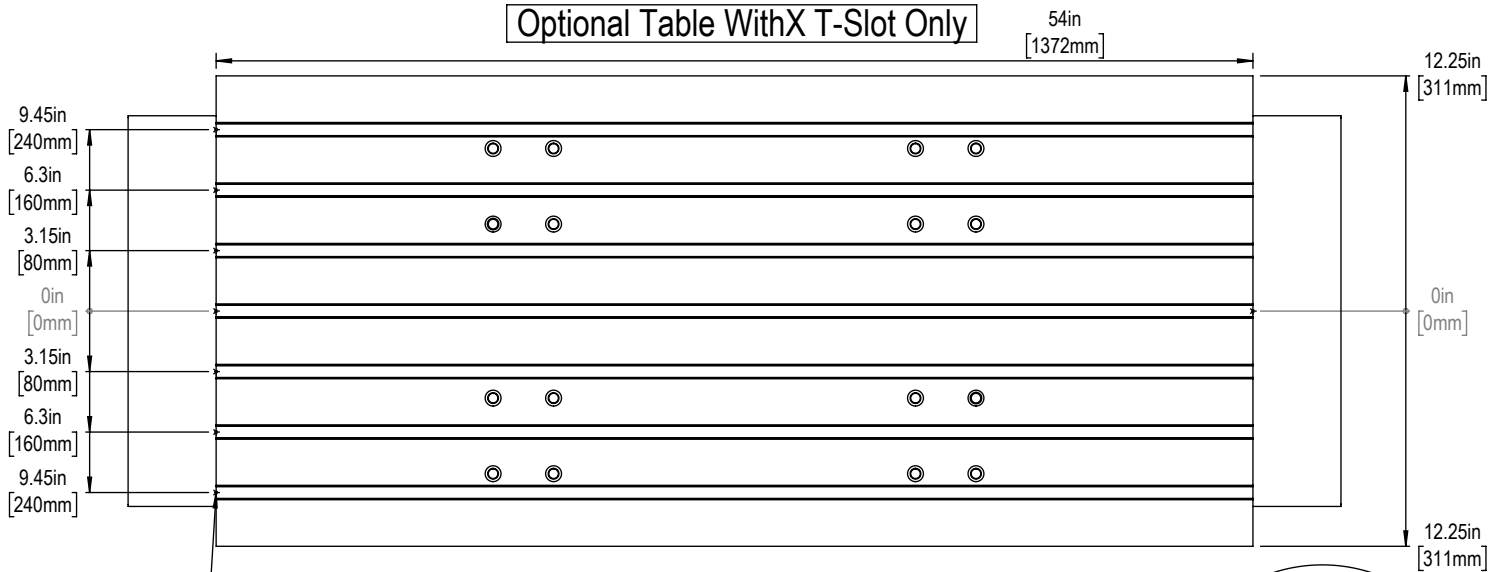 Optional Table WithX T-Slot Only
54in
[1372mm]
12.25in
[311mm]
9.45in
[240mm]
6.3in
[160mm]
3.15in
[80mm]
0in
[0mm]
0in
[0mm]
3.15in
[80mm]
6.3in
[160mm]
9.45in
[240mm]
12.25in
[311mm]